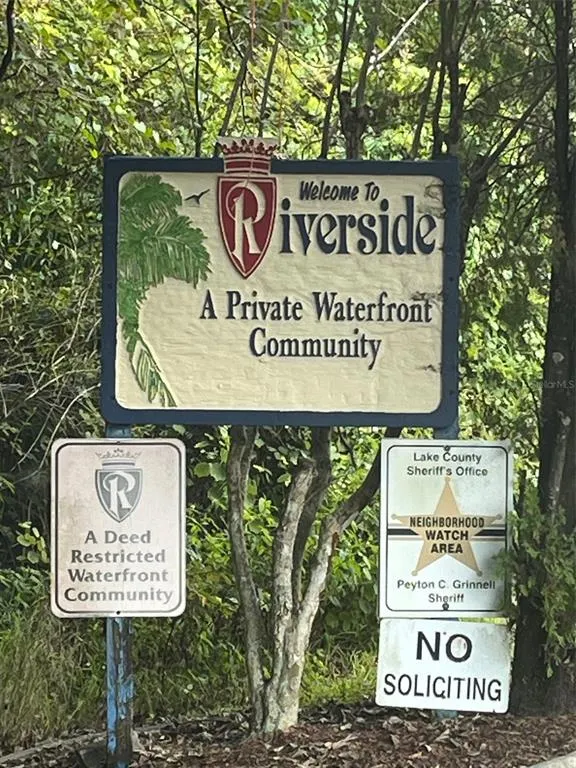 Welcome To
Riverside
A Private Waterfront
Community
R
A Deed
Restricted
Waterfront
Community
Lake County
Sheriff's Office
NEIGHBORHOOD
WATCH
AREA
Peyton C. Grinnell
Sheriff
NO
SOLICITING
StellarMLS